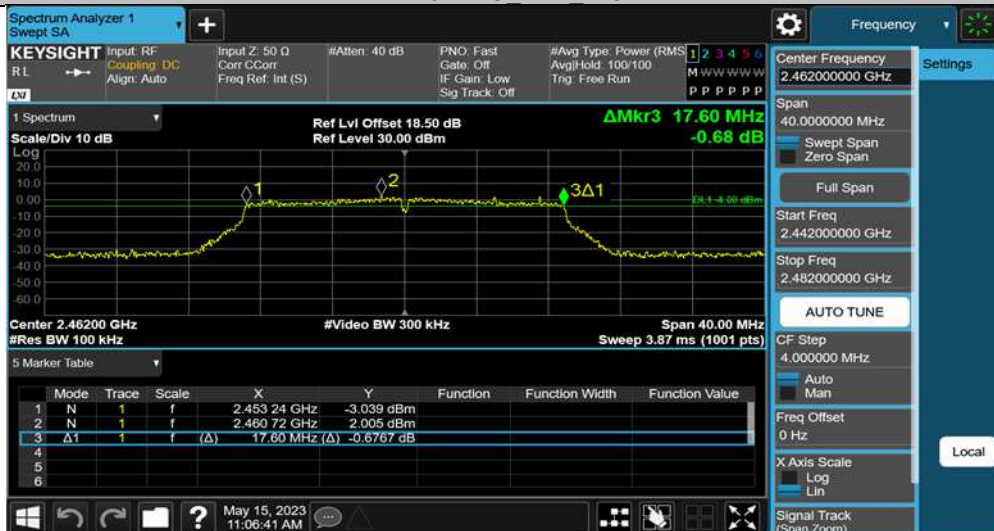 Spectrum Analyzer 1
Swept SA
Frequency
KEYSIGHT
RL
LXI
Input: RF
Coupling: DC
Align: Auto
Input Z: 50 Ω
Corr CCorr
Freq Ref: Int (S)
#Atten: 40 dB
PNO: Fast
Gate: Off
IF Gain: Low
Sig Track: Off
#Avg Type: Power (RMS
Avg|Hold: 100/100
Trig: Free Run
1 2 3 4 5 6
M W W W W W
P P P P P P
1 Spectrum
Scale/Div 10 dB
Ref Lvl Offset 18.50 dB
Ref Level 30.00 dBm
ΔMkr3 17.60 MHz
-0.68 dB
Log
20.0
10.0
0.00
-10.0
-20.0
-30.0
-40.0
-50.0
-60.0
1
2
3Δ1
DL1 -4.00 dBm
Center 2.46200 GHz
#Video BW 300 kHz
Span 40.00 MHz
#Res BW 100 kHz
Sweep 3.87 ms (1001 pts)
5 Marker Table
Mode Trace Scale X Y Function Function Width Function Value
1 N 1 f 2.453 24 GHz -3.039 dBm
2 N 1 f 2.460 72 GHz 2.005 dBm
3 Δ1 1 f (Δ) 17.60 MHz (Δ) -0.6767 dB
4
5
6
May 15, 2023
11:06:41 AM
Center Frequency
2.462000000 GHz
Span
40.0000000 MHz
Swept Span
Zero Span
Full Span
Start Freq
2.442000000 GHz
Stop Freq
2.482000000 GHz
AUTO TUNE
CF Step
4.000000 MHz
Auto
Man
Freq Offset
0 Hz
X Axis Scale
Log
Lin
Signal Track
(Span Zoom)
Settings
Local